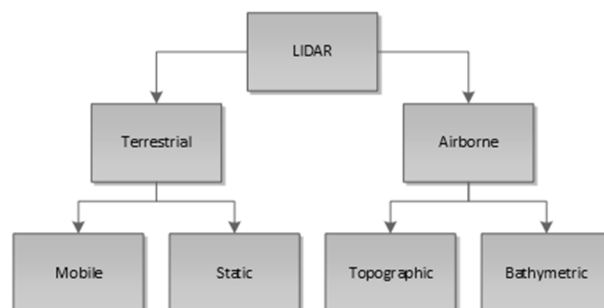 LIDAR
Terrestrial
Airborne
Mobile
Static
Topographic
Bathymetric